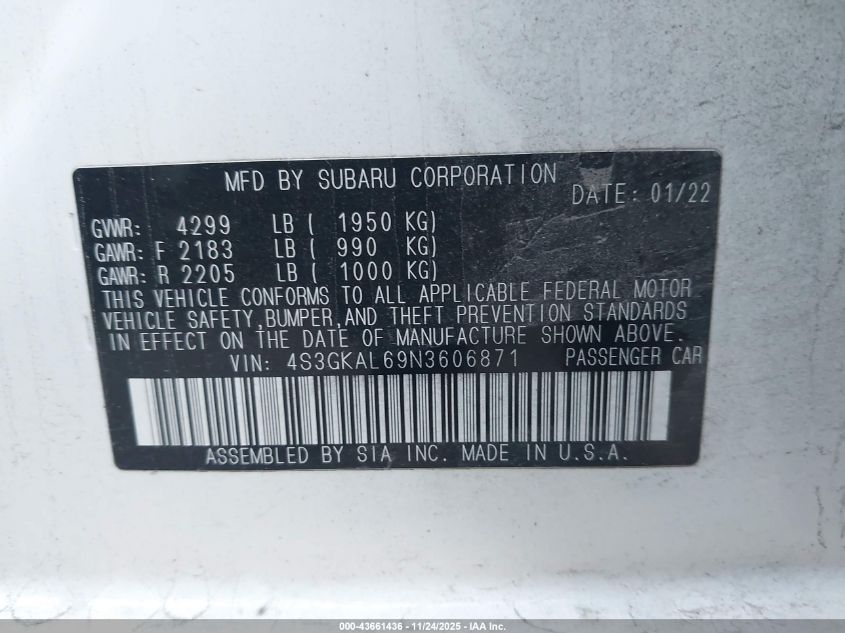 MFD BY SUBARU CORPORATION
DATE: 01/22
GVWR: 4299 LB ( 1950 KG)
GAWR: F 2183 LB ( 990 KG)
GAWR: R 2205 LB ( 1000 KG)
THIS VEHICLE CONFORMS TO ALL APPLICABLE FEDERAL MOTOR
VEHICLE SAFETY,BUMPER,AND THEFT PREVENTION STANDARDS
IN EFFECT ON THE DATE OF MANUFACTURE SHOWN ABOVE.
VIN: 4S3GKAL69N3606871 PASSENGER CAR
ASSEMBLED BY SIA INC. MADE IN U.S.A.
000-43661436 - 11/24/2025 - IAA Inc.